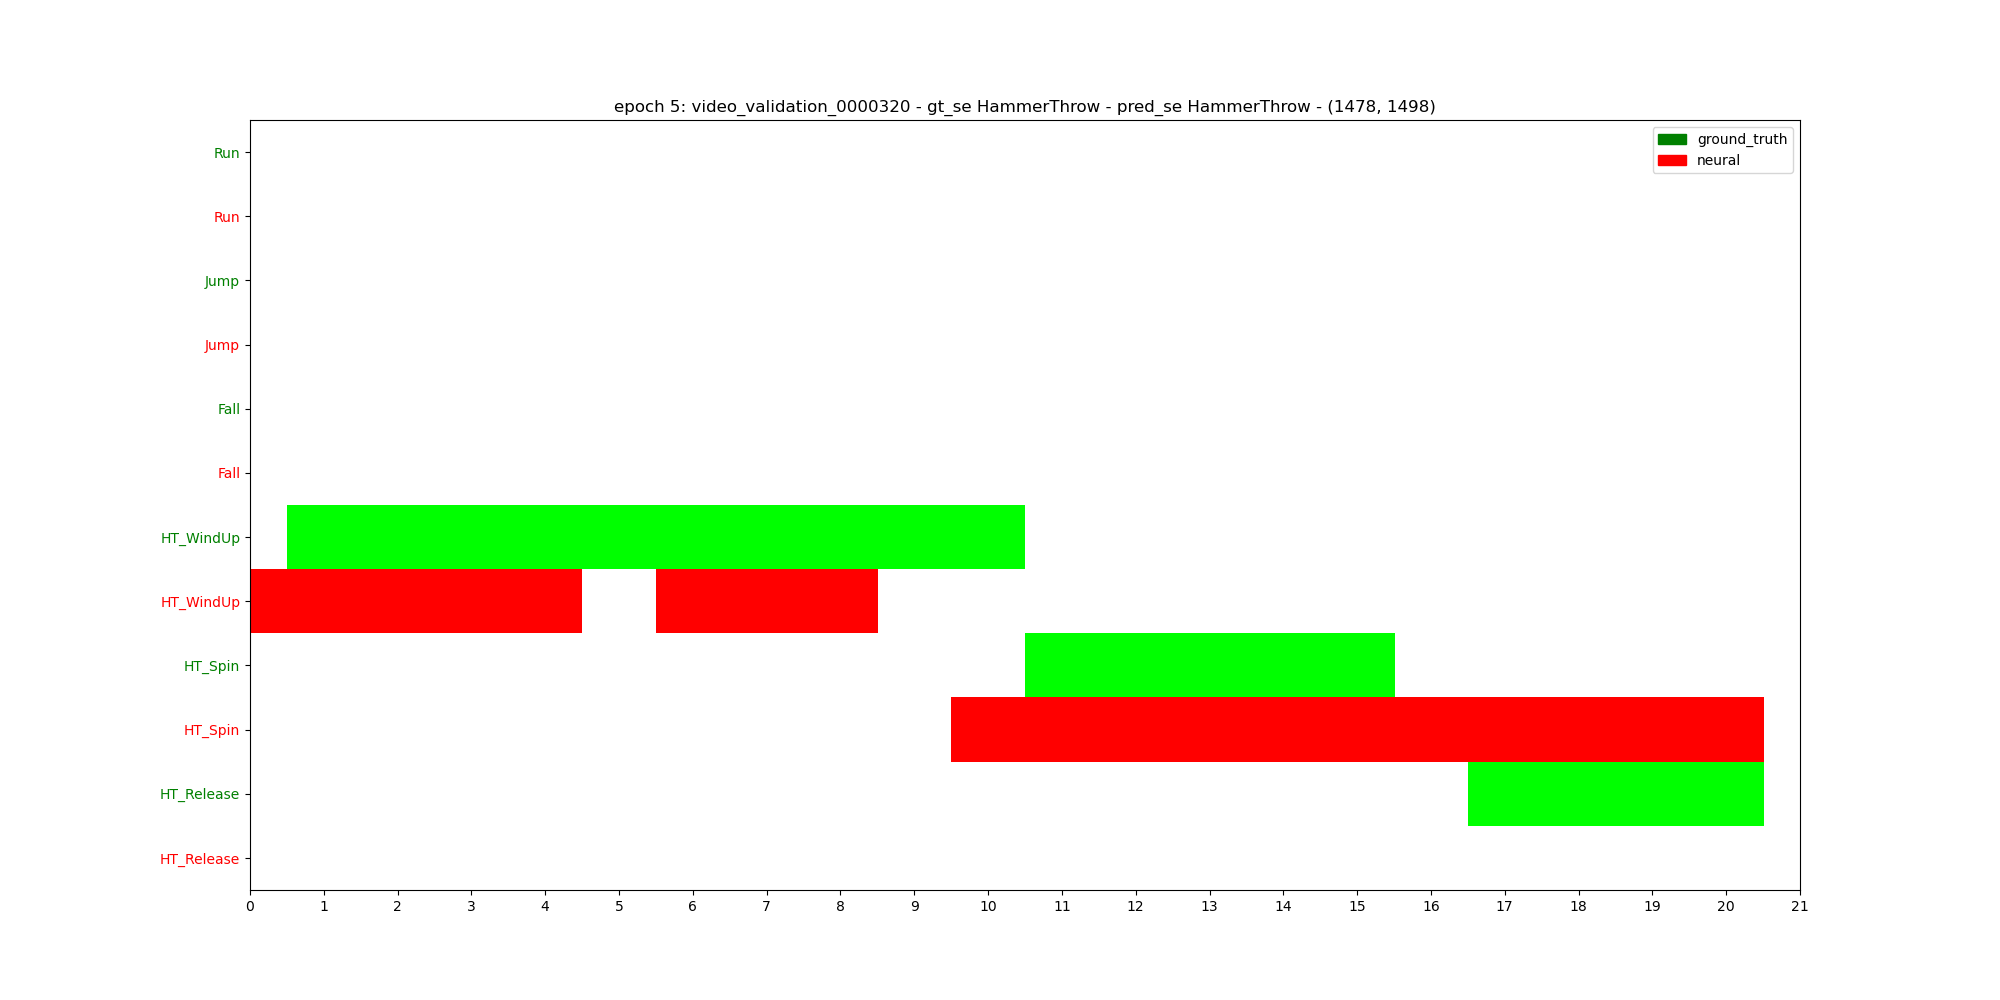 epoch 5: video_validation_0000320 - gt_se HammerThrow - pred_se HammerThrow - (1478, 1498)
ground_truth
neural
Run
Run
Jump
Jump
Fall
Fall
HT_WindUp
HT_WindUp
HT_Spin
HT_Spin
HT_Release
HT_Release
0 1 2 3 4 5 6 7 8 9 10 11 12 13 14 15 16 17 18 19 20 21